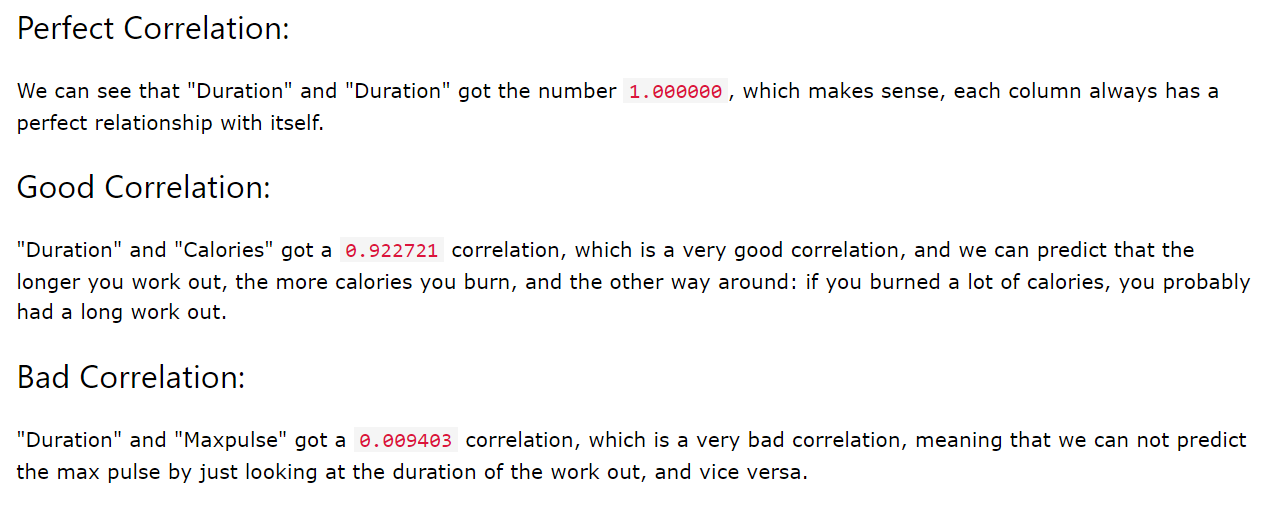 Perfect Correlation:
We can see that "Duration" and "Duration" got the number 1.000000, which makes sense, each column always has a
perfect relationship with itself.
Good Correlation:
"Duration" and "Calories" got a 0.922721 correlation, which is a very good correlation, and we can predict that the
longer you work out, the more calories you burn, and the other way around: if you burned a lot of calories, you probably
had a long work out.
Bad Correlation:
"Duration" and "Maxpulse" got a 0.009403 correlation, which is a very bad correlation, meaning that we can not predict
the max pulse by just looking at the duration of the work out, and vice versa.